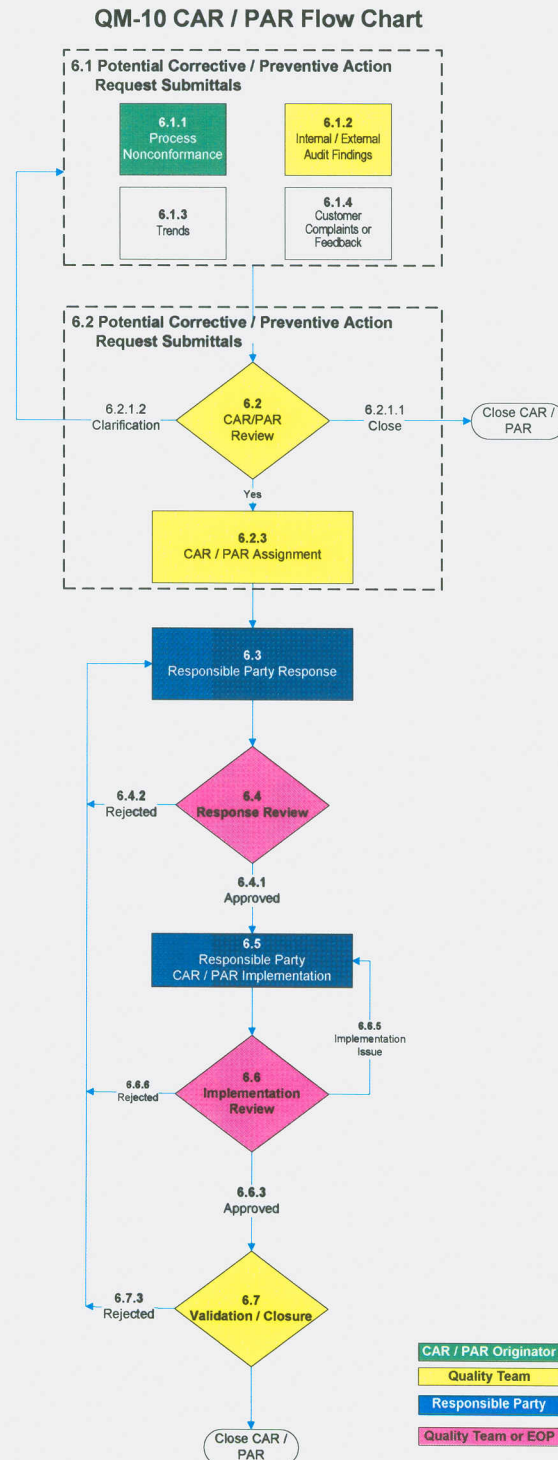 QM-10 CAR / PAR Flow Chart
6.1 Potential Corrective / Preventive Action
Request Submittals
6.1.1
Process
Nonconformance
6.1.2
Internal / External
Audit Findings
6.1.3
Trends
6.1.4
Customer
Complaints or
Feedback
6.2 Potential Corrective / Preventive Action
Request Submittals
6.2.1.2
Clarification
6.2
CAR/PAR
Review
6.2.1.1
Close
Close CAR /
PAR
Yes
6.2.3
CAR / PAR Assignment
6.3
Responsible Party Response
6.4.2
Rejected
6.4
Response Review
6.4.1
Approved
6.5
Responsible Party
CAR / PAR Implementation
6.6.5
Implementation
Issue
6.6.6
Rejected
6.6
Implementation
Review
6.6.3
Approved
6.7.3
Rejected
6.7
Validation / Closure
Close CAR /
PAR
CAR / PAR Originator
Quality Team
Responsible Party
Quality Team or EOP